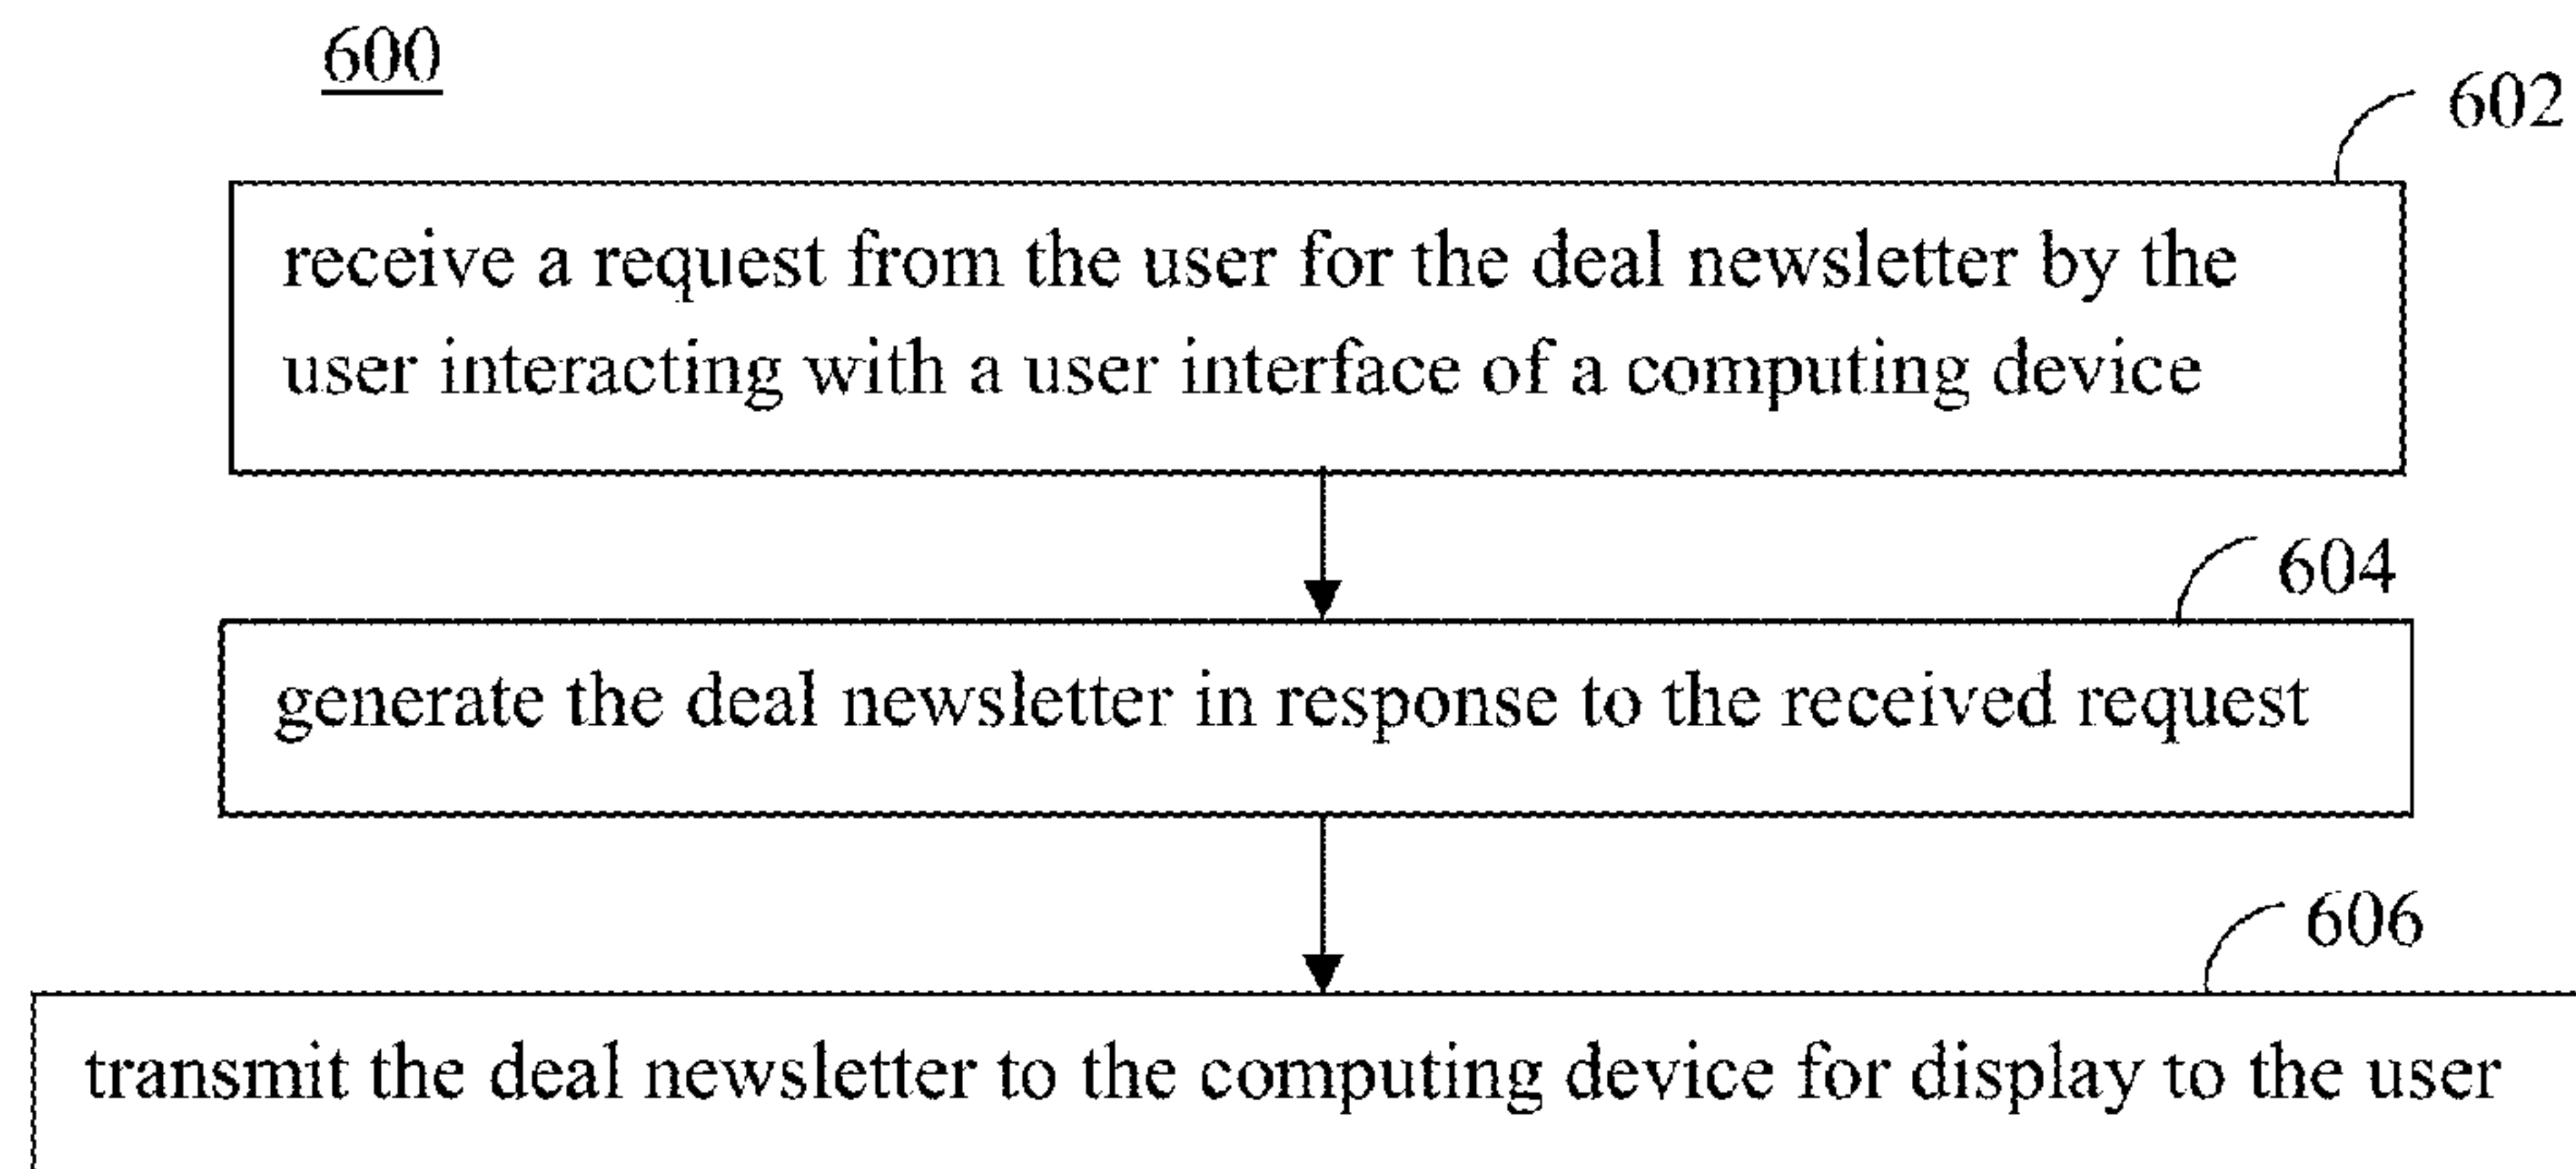 600
602
receive a request from the user for the deal newsletter by the
user interacting with a user interface of a computing device
604
generate the deal newsletter in response to the received request
606
transmit the deal newsletter to the computing device for display to the user